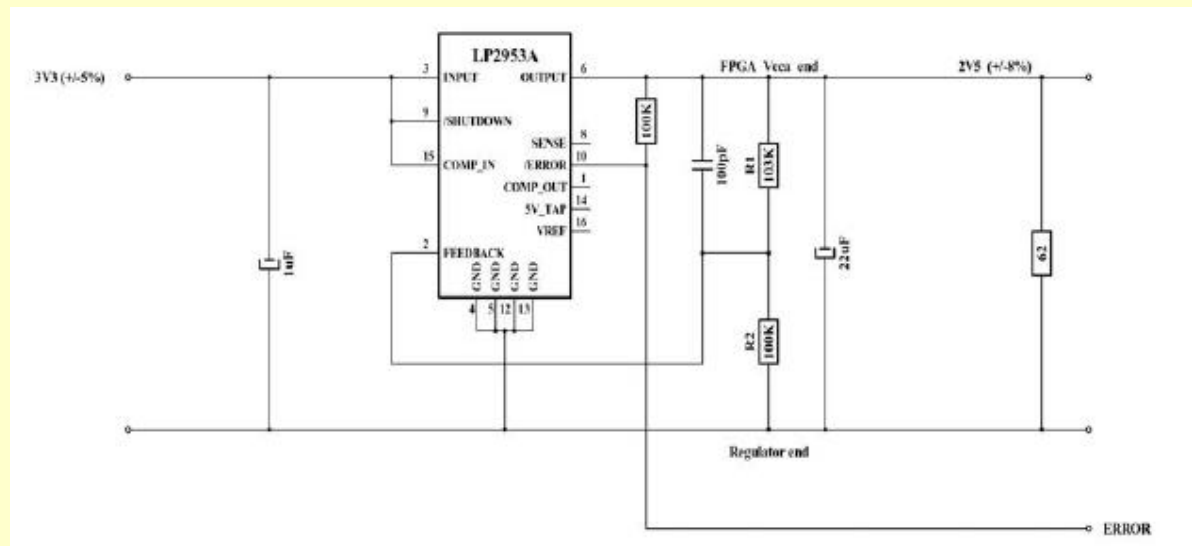 LP2953A
3V3 (+/-5%)
3
INPUT
OUTPUT
6
FPGA Vcca end
2V5 (+/-8%)
9
/SHUTDOWN
100K
SENSE
8
15
COMP_IN
/ERROR
10
100pF
R1
103K
COMP_OUT
1
5V_TAP
14
VREF
16
2
FEEDBACK
1uF
22uF
62
GND
GND
GND
GND
4
5
12
13
R2
100K
Regulator end
ERROR